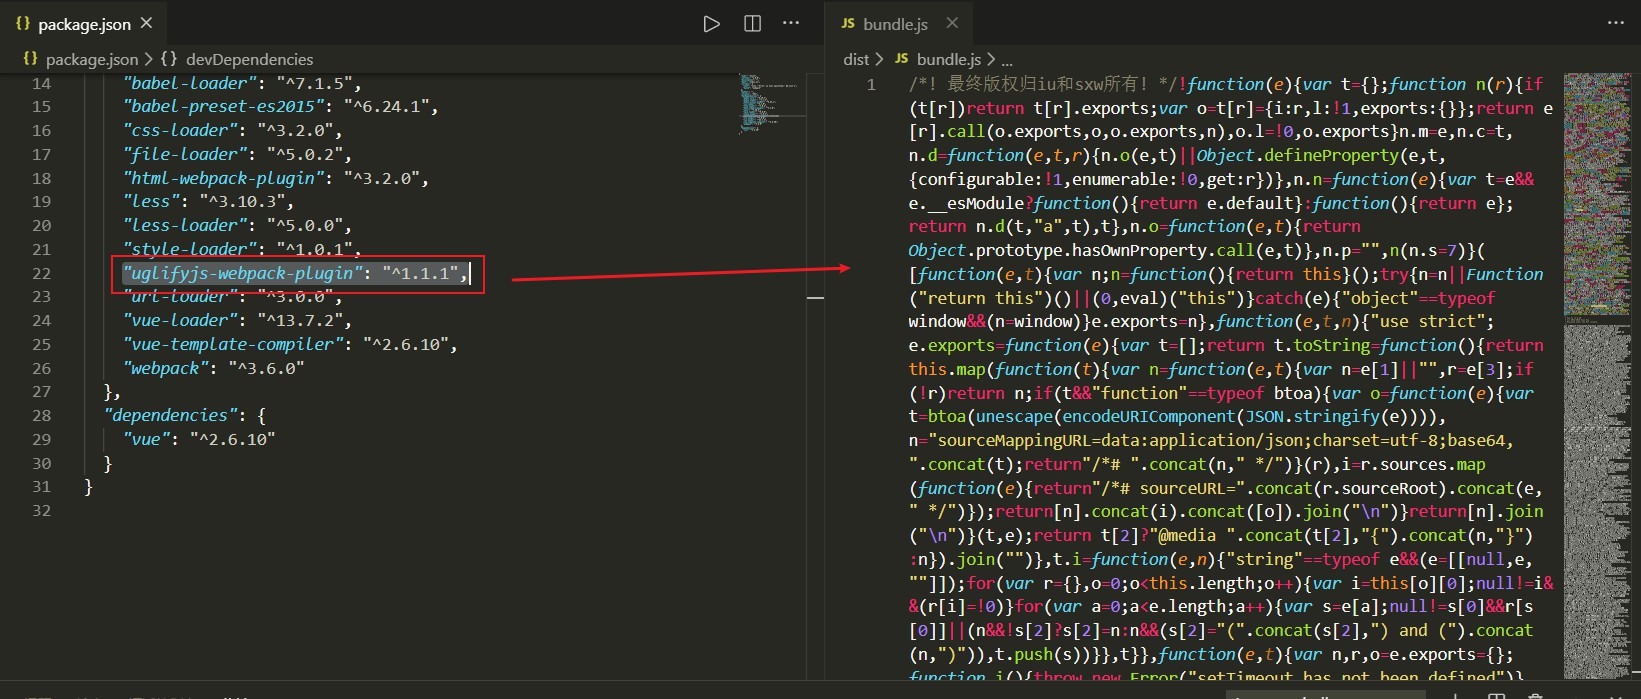 {} package.json ×
{} package.json > {} devDependencies
14 "babel-loader": "^7.1.5",
15 "babel-preset-es2015": "^6.24.1",
16 "css-loader": "^3.2.0",
17 "file-loader": "^5.0.2",
18 "html-webpack-plugin": "^3.2.0",
19 "less": "^3.10.3",
20 "less-loader": "^5.0.0",
21 "style-loader": "^1.0.1",
22 "uglifyjs-webpack-plugin": "^1.1.1",
23 "url-loader": "^3.0.0",
24 "vue-loader": "^13.7.2",
25 "vue-template-compiler": "^2.6.10",
26 "webpack": "^3.6.0"
27 },
28 "dependencies": {
29 "vue": "^2.6.10"
30 }
31 }
32
JS bundle.js ×
dist > JS bundle.js > ...
1 /*! 最终版权归iu和sxw所有! */!function(e){var t={};function n(r){if
(t[r])return t[r].exports;var o=t[r]={i:r,l:!1,exports:{}};return e
[r].call(o.exports,o,o.exports,n),o.l=!0,o.exports}n.m=e,n.c=t,
n.d=function(e,t,r){n.o(e,t)||Object.defineProperty(e,t,
{configurable:!1,enumerable:!0,get:r})},n.n=function(e){var t=e&&
e.__esModule?function(){return e.default}:function(){return e};
return n.d(t,"a",t),t},n.o=function(e,t){return
Object.prototype.hasOwnProperty.call(e,t)},n.p="",n(n.s=7)}(
[function(e,t){var n;n=function(){return this}();try{n=n||Function
("return this")()||(0,eval)("this")}catch(e){"object"==typeof
window&&(n=window)}e.exports=n},function(e,t,n){"use strict";
e.exports=function(e){var t=[];return t.toString=function(){return
this.map(function(t){var n=function(e,t){var n=e[1]||"",r=e[3];if
(!r)return n;if(t&&"function"==typeof btoa){var o=function(e){var
t=btoa(unescape(encodeURIComponent(JSON.stringify(e)))),
n="sourceMappingURL=data:application/json;charset=utf-8;base64,
".concat(t);return"/*# ".concat(n," */")}(r),i=r.sources.map
(function(e){return"/*# sourceURL=".concat(r.sourceRoot).concat(e,
" */")});return[n].concat(i).concat([o]).join("\n")}return[n].join
("\n")}(t,e);return t[2]?"@media ".concat(t[2],"{").concat(n,"}")
:n}).join("")},t.i=function(e,n){"string"==typeof e&&(e=[[null,e,
""]]);for(var r={},o=0;o<this.length;o++){var i=this[o][0];null!=i&
&(r[i]=!0)}for(var a=0;a<e.length;a++){var s=e[a];null!=s[0]&&r[s
[0]]||(n&&!s[2]?s[2]=n:n&&(s[2]="(".concat(s[2],") and (").concat
(n,")")),t.push(s))}},t}},function(e,t){var n,r,o=e.exports={};
function i(){throw new Error("setTimeout has not been defined")}